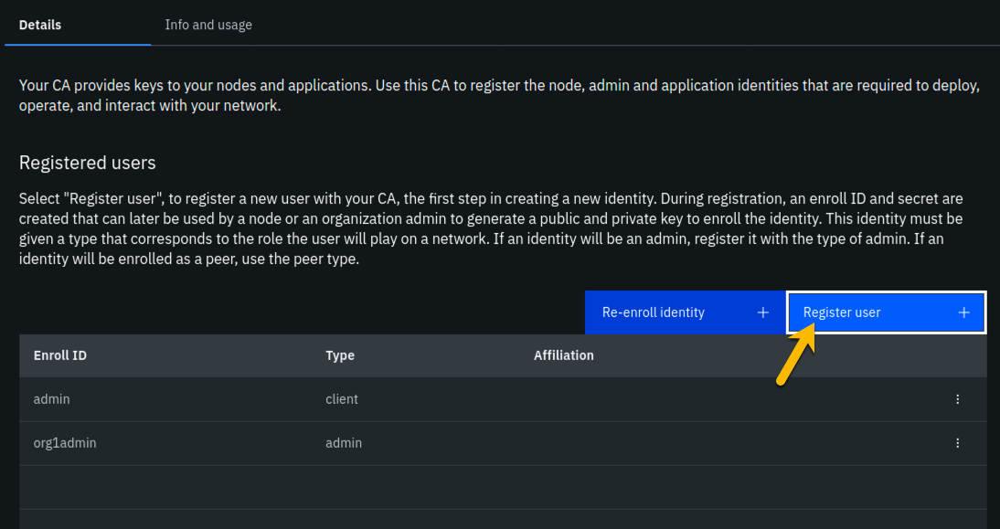 Details
Info and usage
Your CA provides keys to your nodes and applications. Use this CA to register the node, admin and application identities that are required to deploy,
operate, and interact with your network.
Registered users
Select "Register user", to register a new user with your CA, the first step in creating a new identity. During registration, an enroll ID and secret are
created that can later be used by a node or an organization admin to generate a public and private key to enroll the identity. This identity must be
given a type that corresponds to the role the user will play on a network. If an identity will be an admin, register it with the type of admin. If an
identity will be enrolled as a peer, use the peer type.
Re-enroll identity +
Register user +
Enroll ID Type Affiliation
admin client
org1admin admin